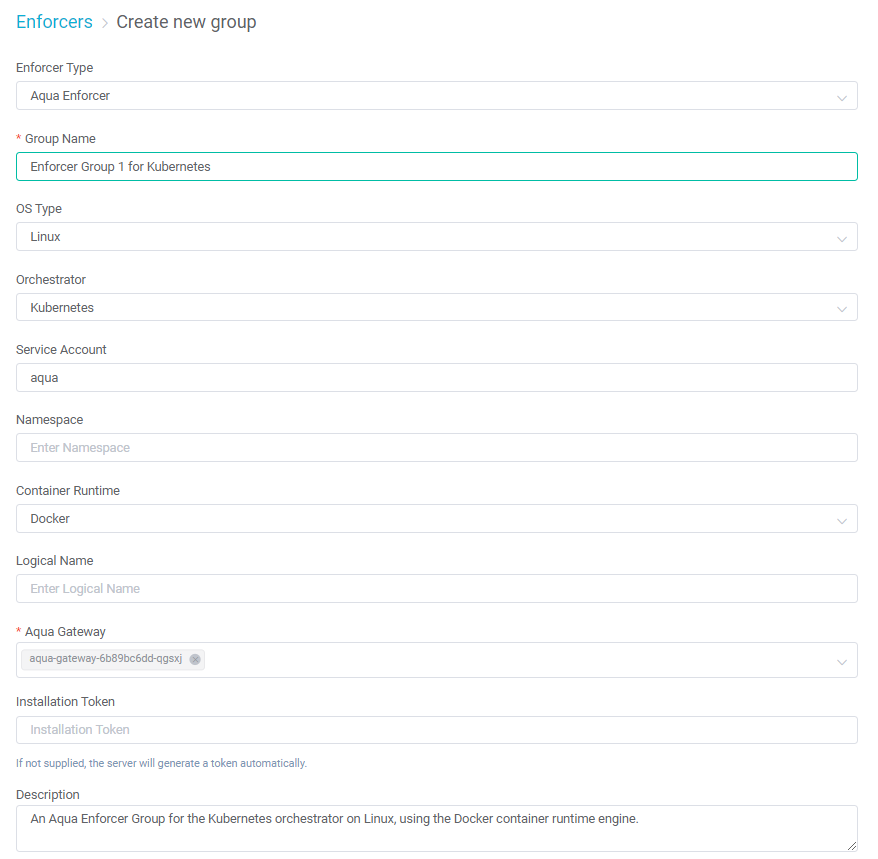 Enforcers > Create new group
Enforcer Type
Aqua Enforcer
* Group Name
Enforcer Group 1 for Kubernetes
OS Type
Linux
Orchestrator
Kubernetes
Service Account
aqua
Namespace
Enter Namespace
Container Runtime
Docker
Logical Name
Enter Logical Name
* Aqua Gateway
aqua-gateway-6b89bc6dd-qgsxj
Installation Token
Installation Token
If not supplied, the server will generate a token automatically.
Description
An Aqua Enforcer Group for the Kubernetes orchestrator on Linux, using the Docker container runtime engine.